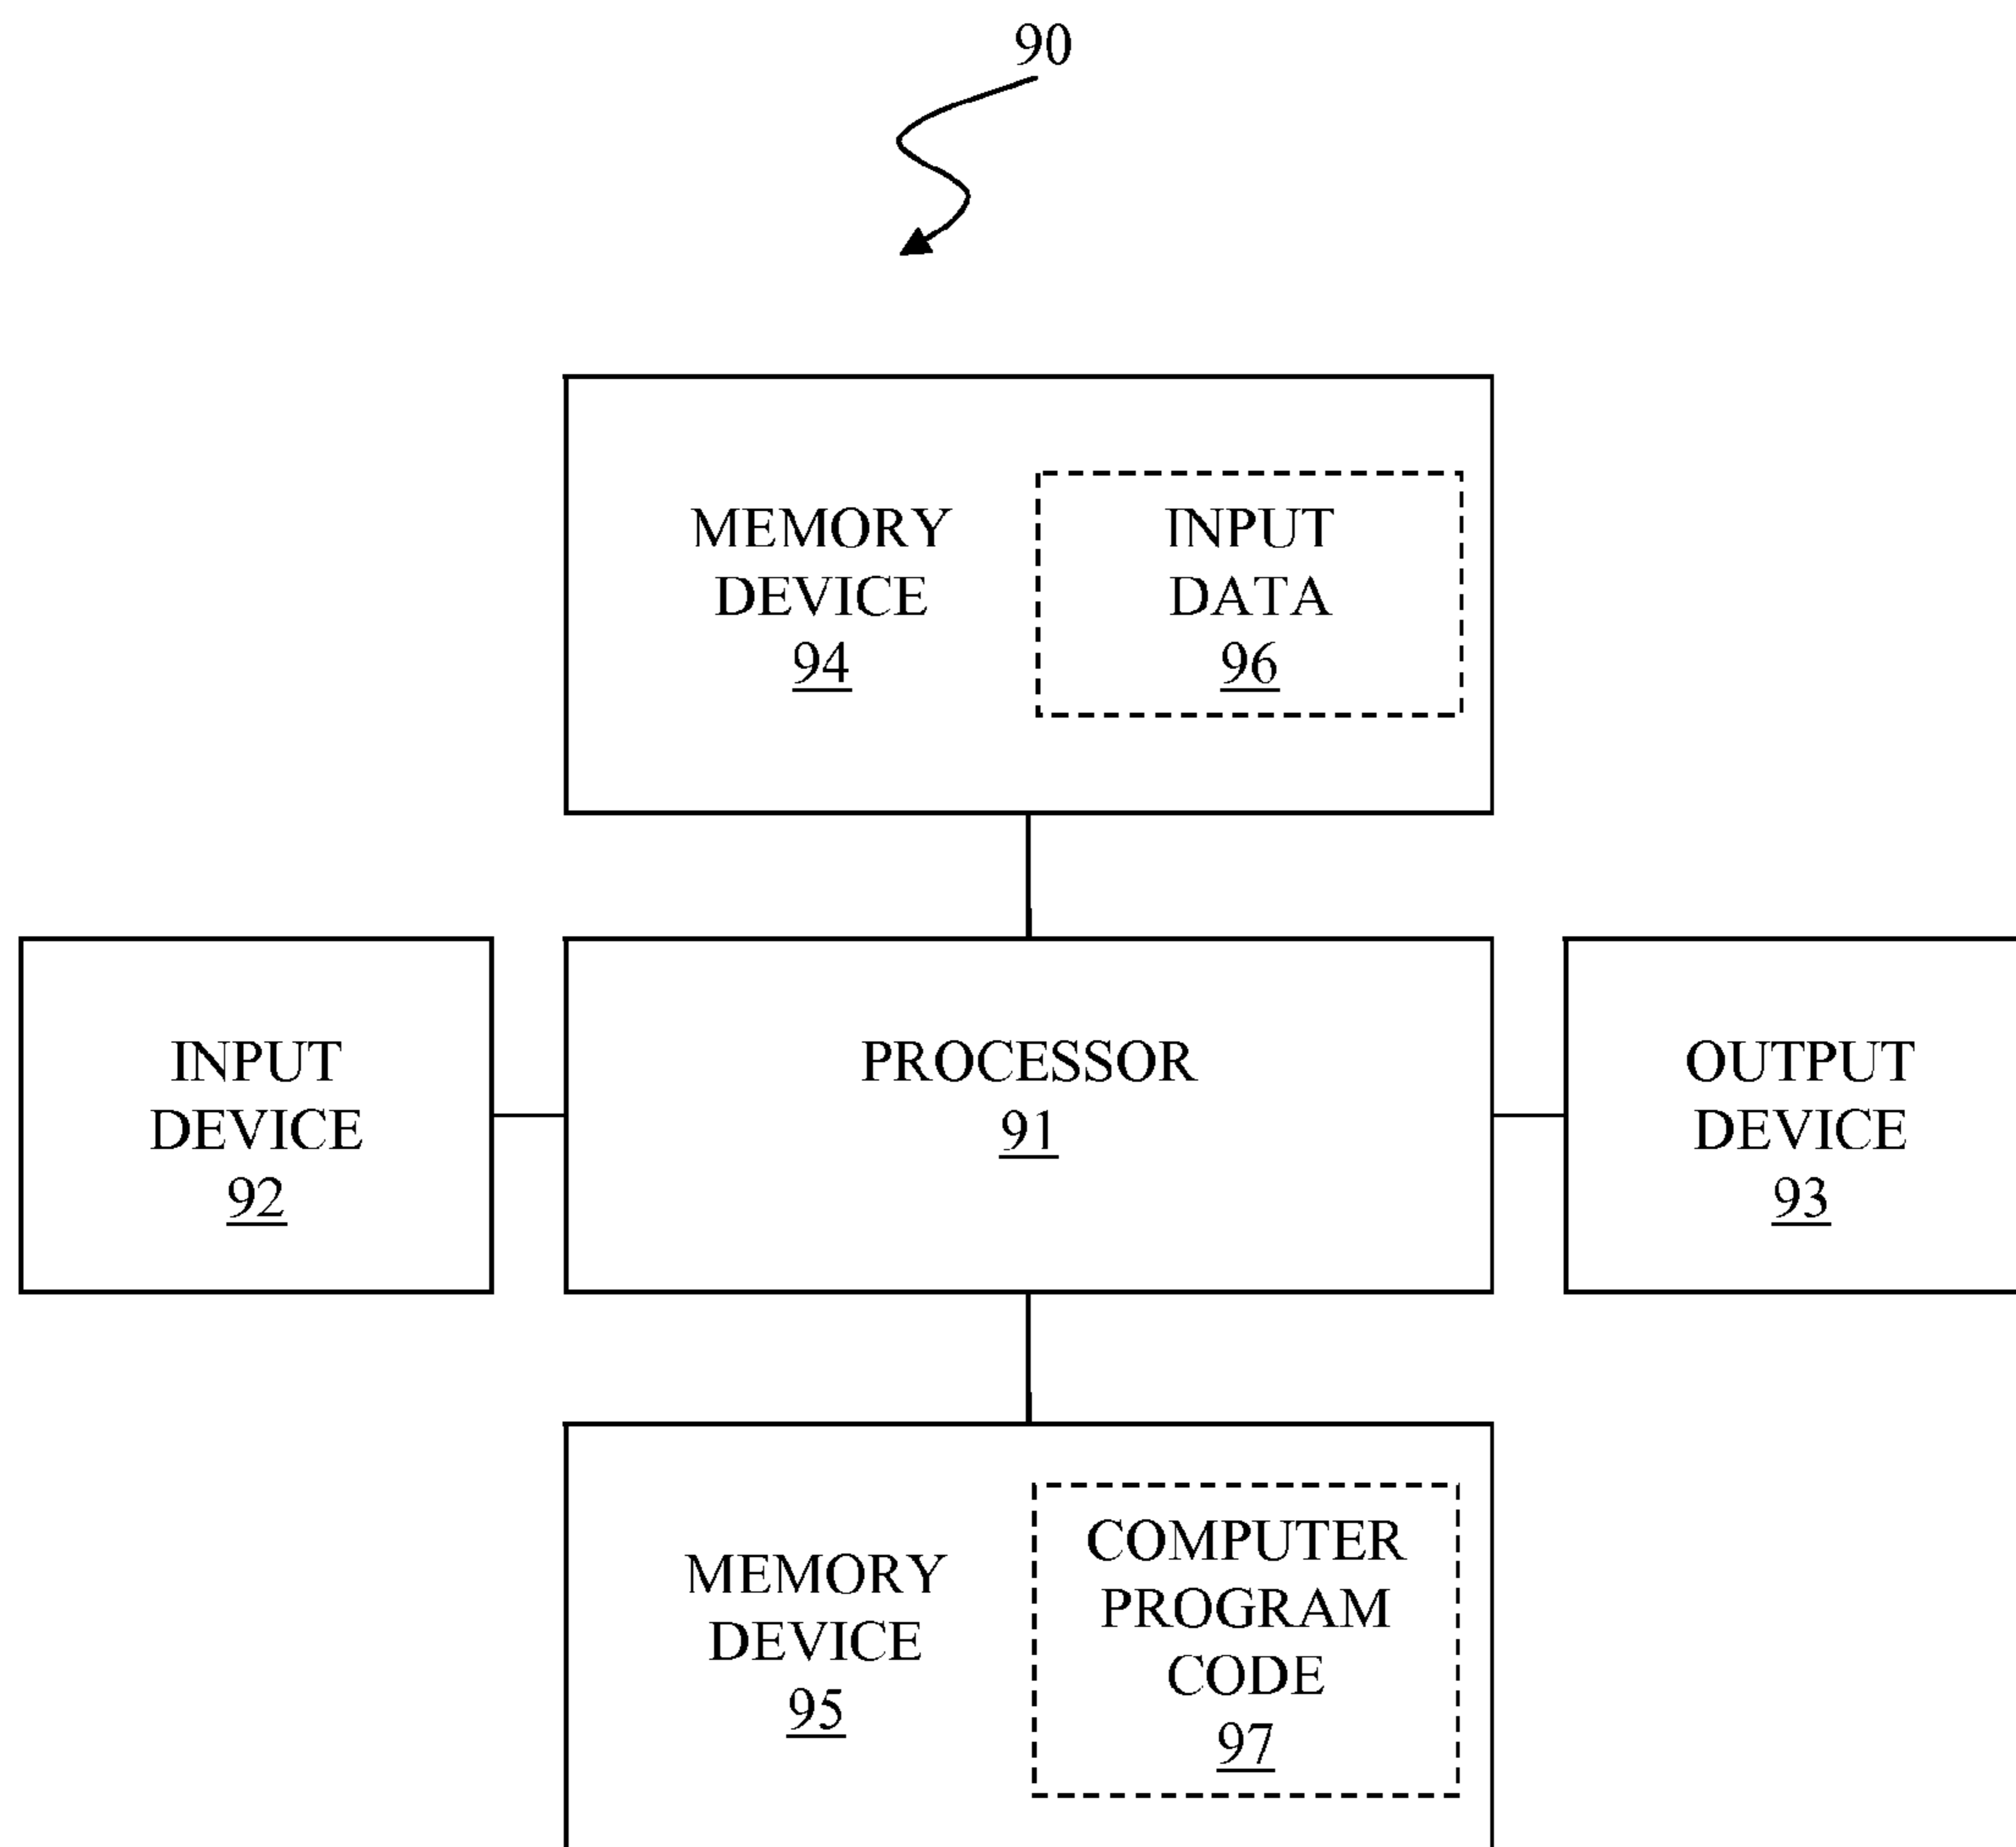 90
MEMORY
DEVICE
94
INPUT
DATA
96
INPUT
DEVICE
92
PROCESSOR
91
OUTPUT
DEVICE
93
MEMORY
DEVICE
95
COMPUTER
PROGRAM
CODE
97